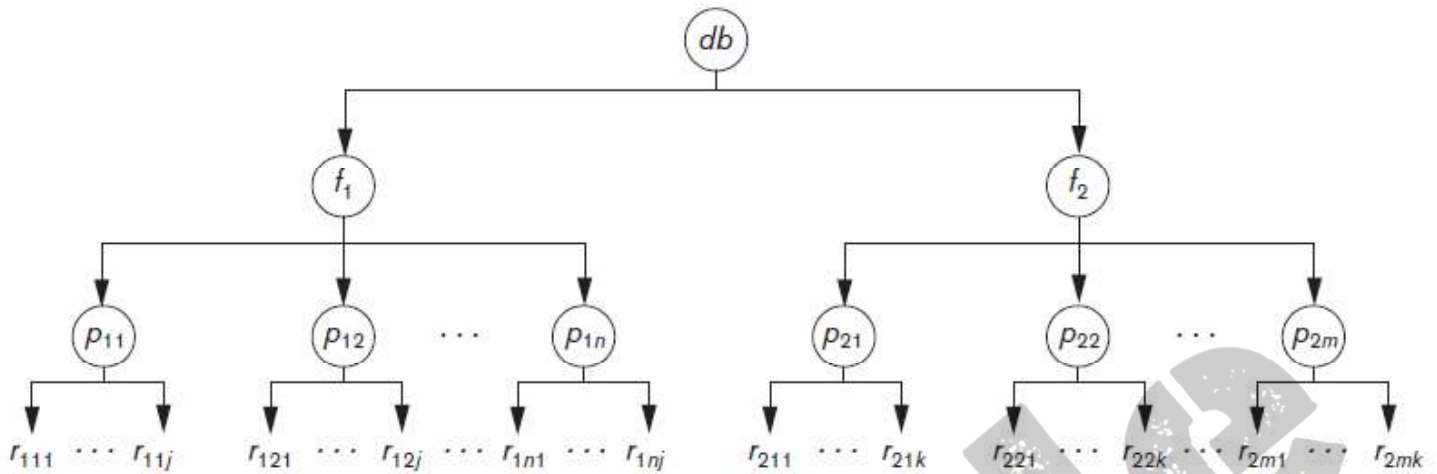 db
f₁ f₂
p₁₁ p₁₂ ··· p₁ₙ p₂₁ p₂₂ ··· p₂ₘ
r₁₁₁ ··· r₁₁ⱼ r₁₂₁ ··· r₁₂ⱼ ··· r₁ₙ₁ ··· r₁ₙⱼ r₂₁₁ ··· r₂₁ₖ r₂₂₁ ··· r₂₂ₖ ··· r₂ₘ₁ ··· r₂ₘₖ